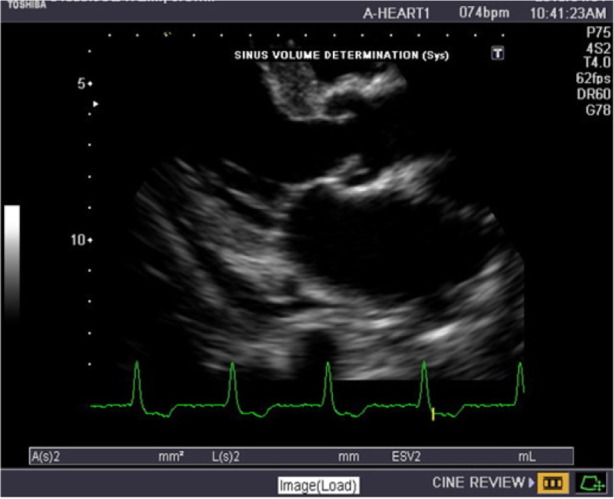 TOSHIBA
A-HEART1 074bpm 10:41:23AM
P75
4S2
T4.0
62fps
DR60
G78
SINUS VOLUME DETERMINATION (Sys) T
5
10
A(s)2 mm² L(s)2 mm ESV2 mL
Image(Load) CINE REVIEW